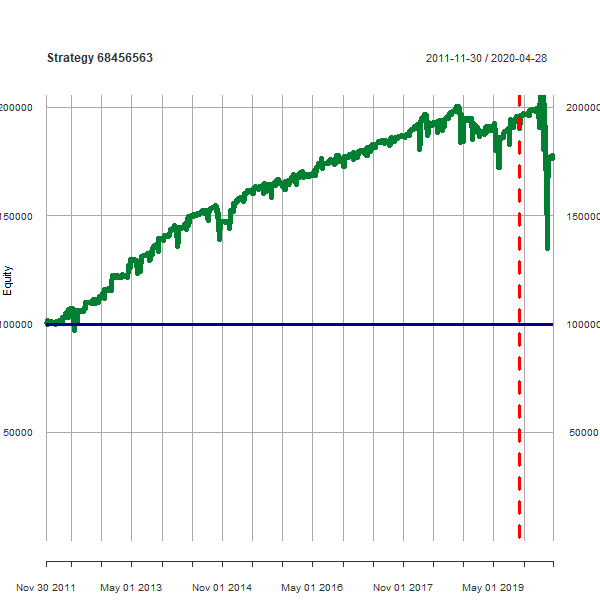 Strategy 68456563
2011-11-30 / 2020-04-28
200000
200000
150000
150000
Equity
100000
100000
50000
50000
Nov 30 2011
May 01 2013
Nov 01 2014
May 01 2016
Nov 01 2017
May 01 2019